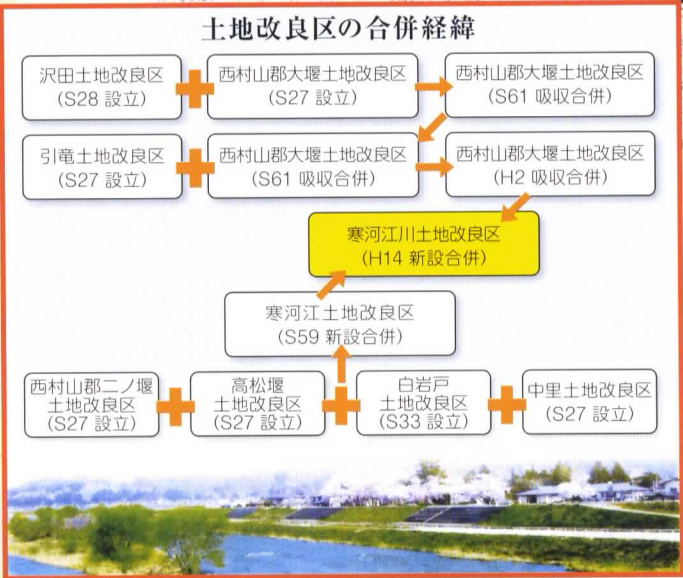 土地改良区の合併経緯
沢田土地改良区
(S28 設立)
西村山郡大堰土地改良区
(S27 設立)
西村山郡大堰土地改良区
(S61 吸収合併)
引竜土地改良区
(S27 設立)
西村山郡大堰土地改良区
(S61 吸収合併)
西村山郡大堰土地改良区
(H2 吸収合併)
寒河江川土地改良区
(H14 新設合併)
寒河江土地改良区
(S59 新設合併)
西村山郡二ノ堰
土地改良区
(S27 設立)
高松堰
土地改良区
(S27 設立)
白岩戸
土地改良区
(S33 設立)
中里土地改良区
(S27 設立)